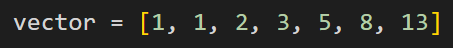 vector = [1, 1, 2, 3, 5, 8, 13]